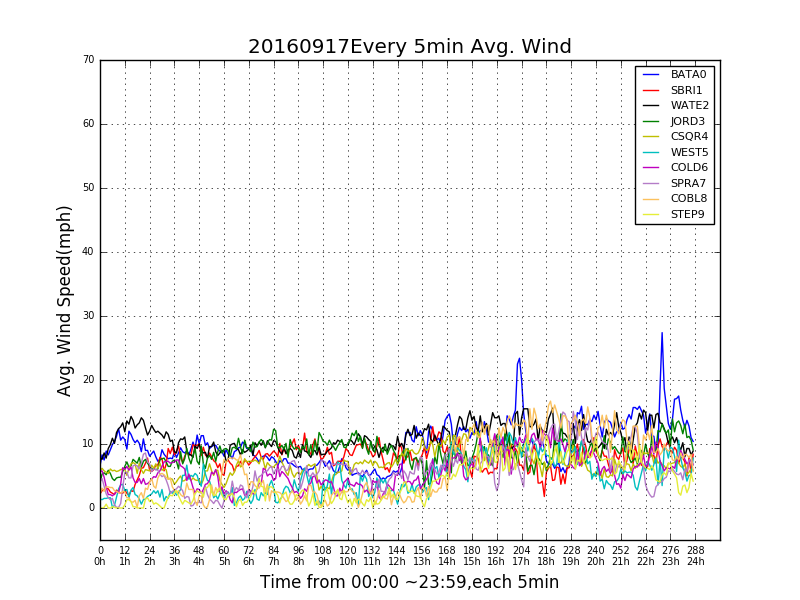 20160917Every 5min Avg. Wind
70
60
50
40
30
20
10
0
Avg. Wind Speed(mph)
BATA0
SBRI1
WATE2
JORD3
CSQR4
WEST5
COLD6
SPRA7
COBL8
STEP9
0 12 24 36 48 60 72 84 96 108 120 132 144 156 168 180 192 204 216 228 240 252 264 276 288
0h 1h 2h 3h 4h 5h 6h 7h 8h 9h 10h 11h 12h 13h 14h 15h 16h 17h 18h 19h 20h 21h 22h 23h 24h
Time from 00:00 ~23:59,each 5min